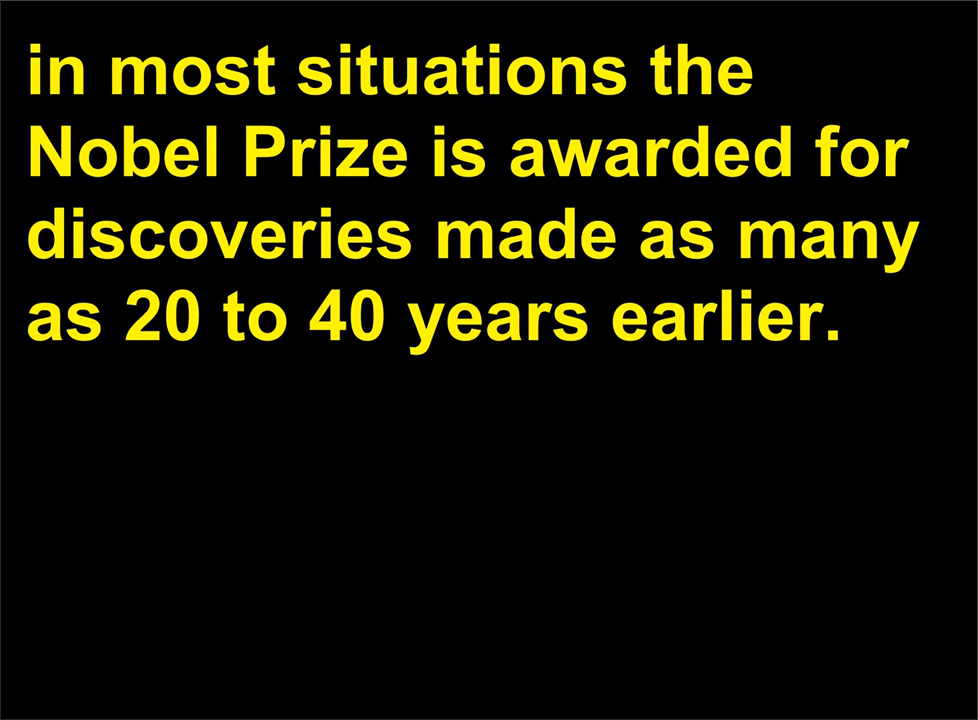 in most situations the
Nobel Prize is awarded for
discoveries made as many
as 20 to 40 years earlier.